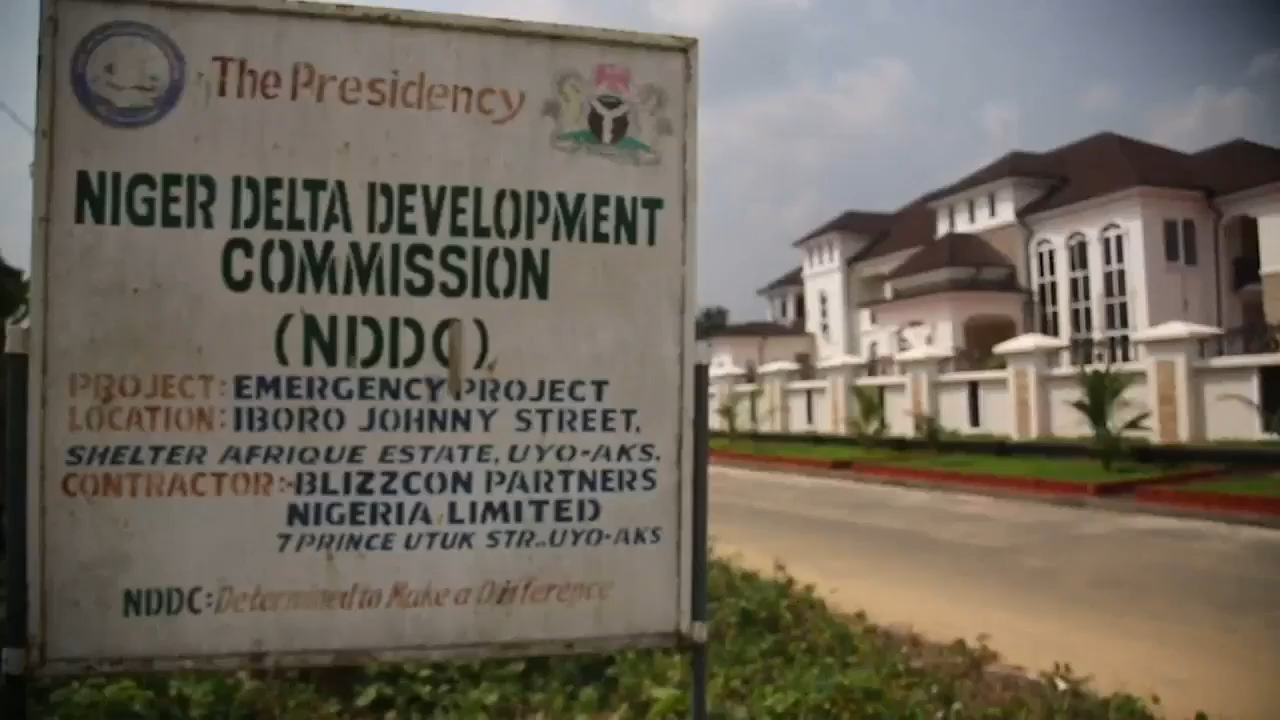 The Presidency
NIGER DELTA DEVELOPMENT
COMMISSION
(NDDC)
PROJECT: EMERGENCY PROJECT
LOCATION: IBORO JOHNNY STREET,
SHELTER AFRIQUE ESTATE, UYO-AKS.
CONTRACTOR:-BLIZZCON PARTNERS
NIGERIA LIMITED
7 PRINCE UTUK STR..UYO-AKS
NDDC: Determined to Make a Difference